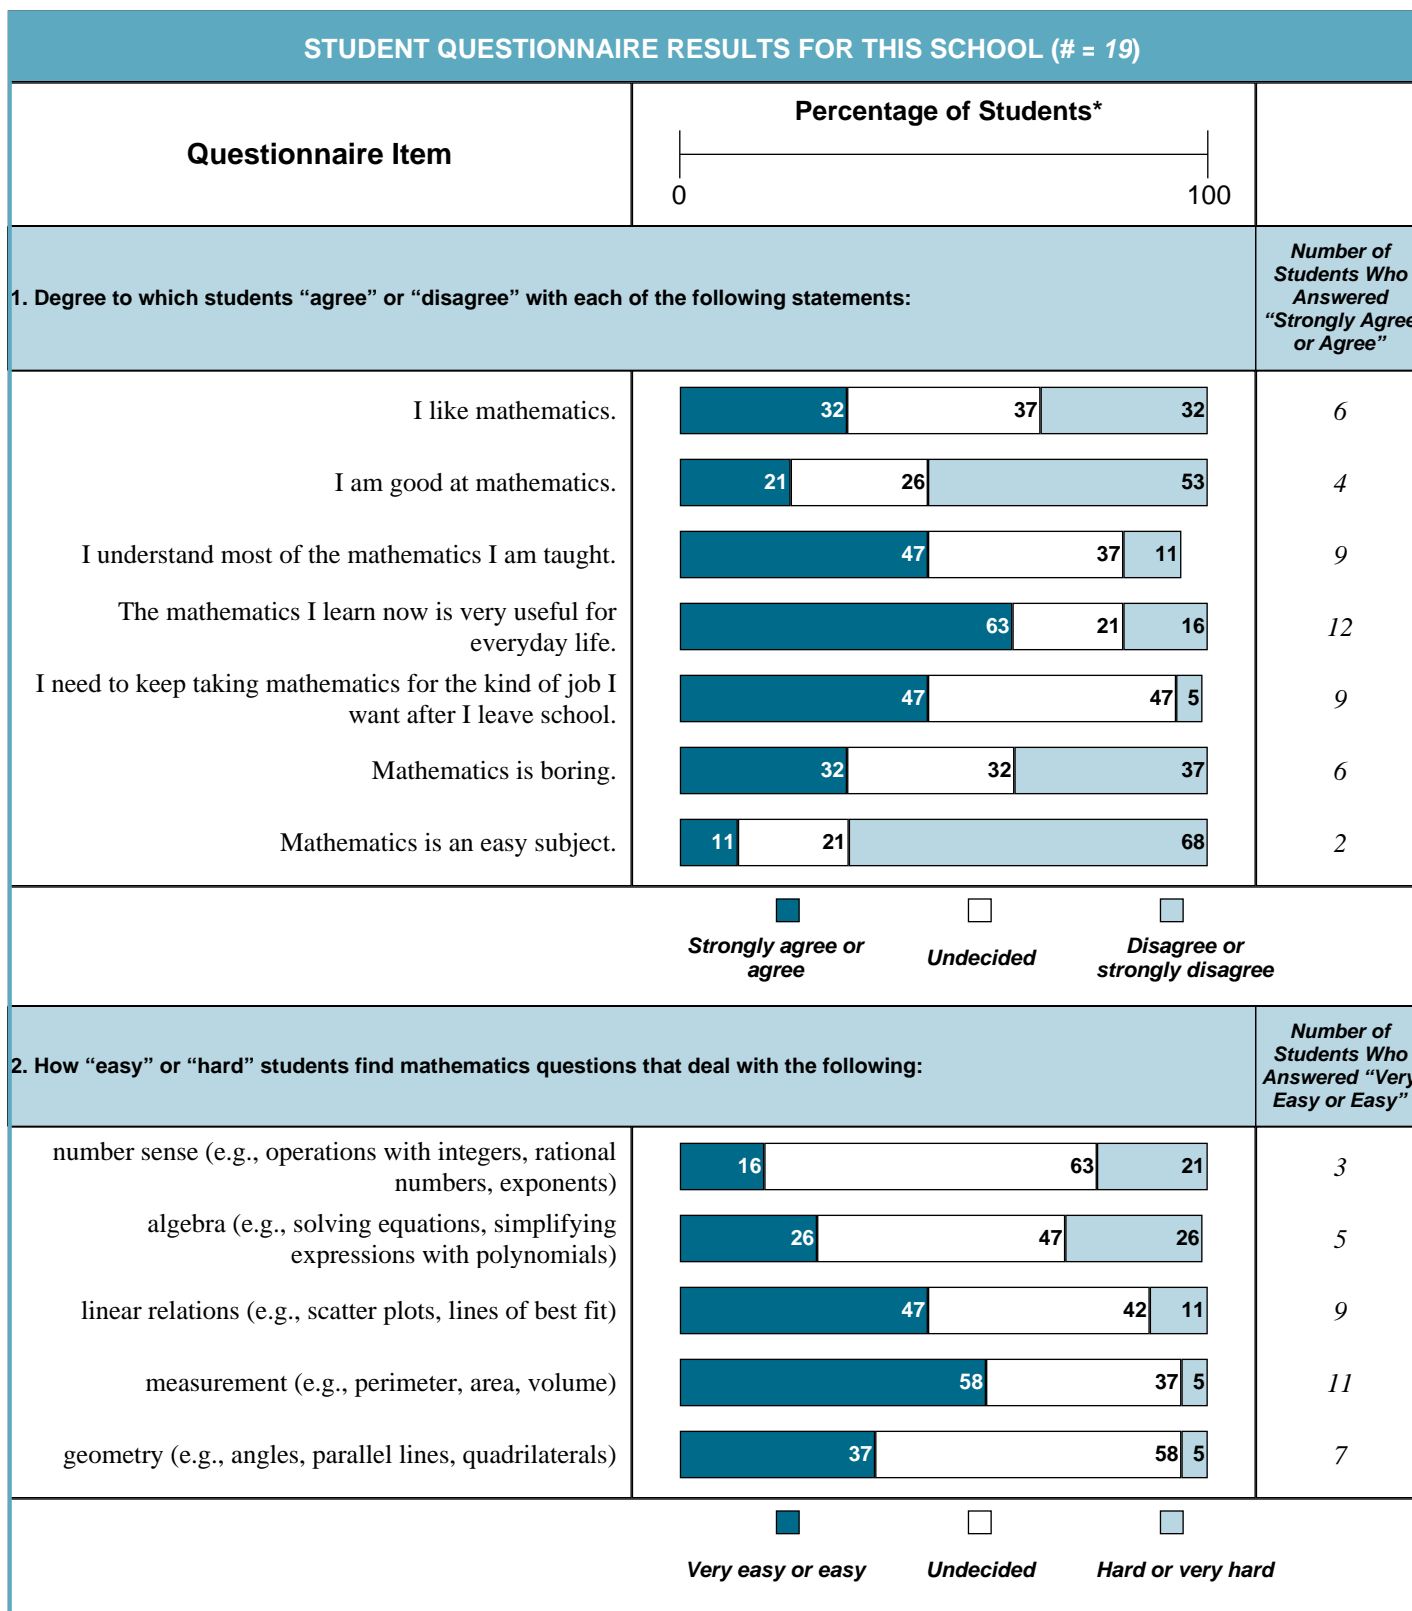 STUDENT QUESTIONNAIRE RESULTS FOR THIS SCHOOL (# = 19)
Questionnaire Item
Percentage of Students*
0 100
1. Degree to which students “agree” or “disagree” with each of the following statements:
Number of
Students Who
Answered
“Strongly Agree
or Agree”
I like mathematics.
32 37 32
6
I am good at mathematics.
21 26 53
4
I understand most of the mathematics I am taught.
47 37 11
9
The mathematics I learn now is very useful for
everyday life.
63 21 16
12
I need to keep taking mathematics for the kind of job I
want after I leave school.
47 47 5
9
Mathematics is boring.
32 32 37
6
Mathematics is an easy subject.
11 21 68
2
Strongly agree or
agree
Undecided
Disagree or
strongly disagree
2. How “easy” or “hard” students find mathematics questions that deal with the following:
Number of
Students Who
Answered “Very
Easy or Easy”
number sense (e.g., operations with integers, rational
numbers, exponents)
16 63 21
3
algebra (e.g., solving equations, simplifying
expressions with polynomials)
26 47 26
5
linear relations (e.g., scatter plots, lines of best fit)
47 42 11
9
measurement (e.g., perimeter, area, volume)
58 37 5
11
geometry (e.g., angles, parallel lines, quadrilaterals)
37 58 5
7
Very easy or easy
Undecided
Hard or very hard